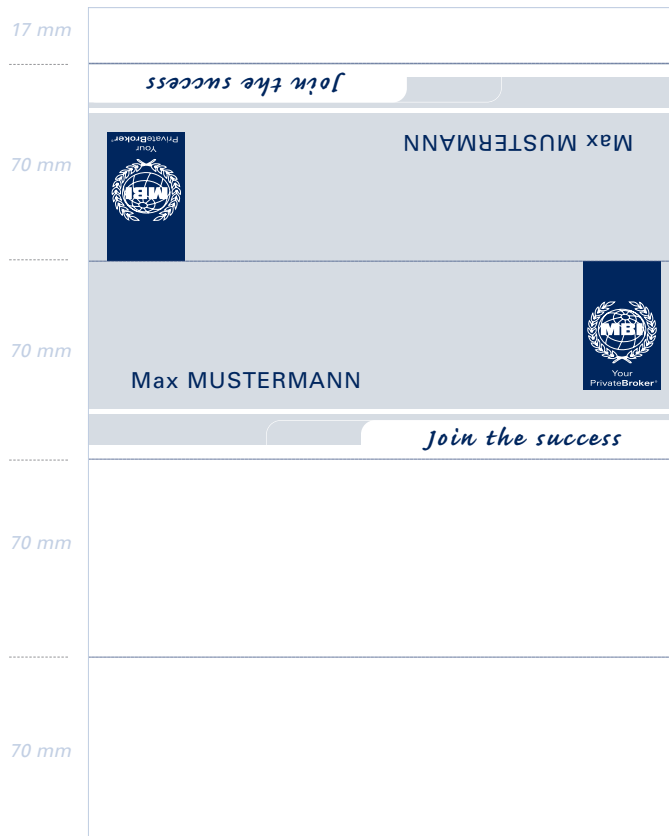 17 mm
Join the success
70 mm
Max MUSTERMANN
MBI
Your
PrivateBroker®
70 mm
MBI
Your
PrivateBroker®
Max MUSTERMANN
Join the success
70 mm
70 mm